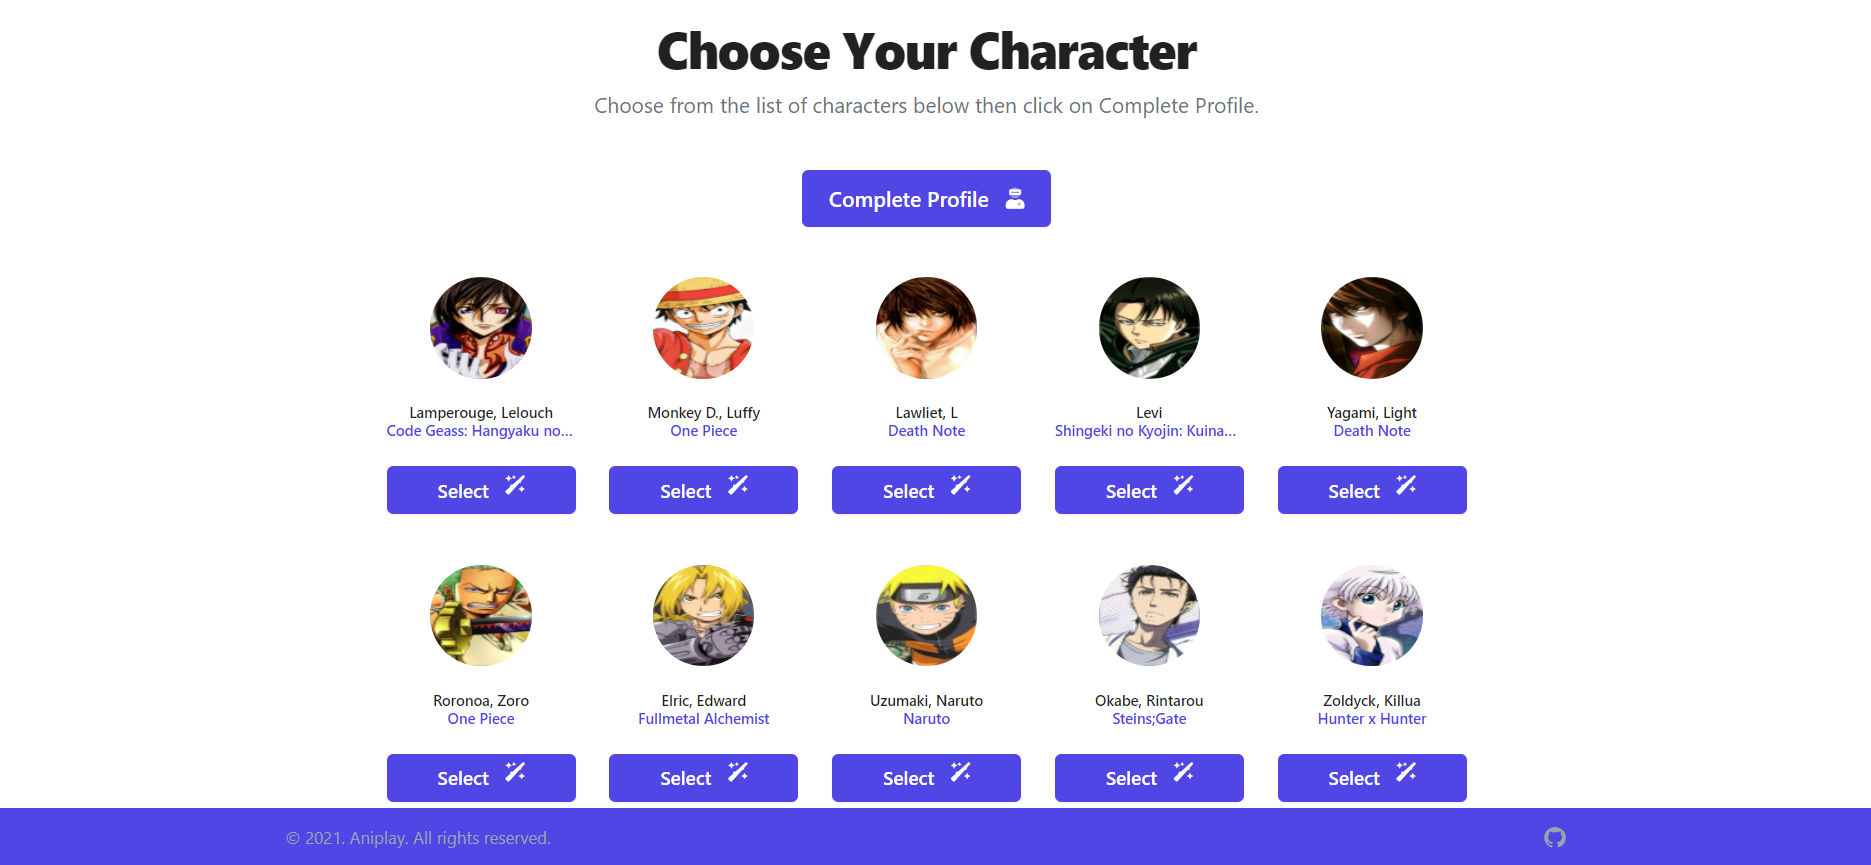 Choose Your Character
Choose from the list of characters below then click on Complete Profile.
Complete Profile
Lamperouge, Lelouch
Code Geass: Hangyaku no...
Select
Monkey D., Luffy
One Piece
Select
Lawliet, L
Death Note
Select
Levi
Shingeki no Kyojin: Kuina...
Select
Yagami, Light
Death Note
Select
Roronoa, Zoro
One Piece
Select
Elric, Edward
Fullmetal Alchemist
Select
Uzumaki, Naruto
Naruto
Select
Okabe, Rintarou
Steins;Gate
Select
Zoldyck, Killua
Hunter x Hunter
Select
© 2021. Aniplay. All rights reserved.